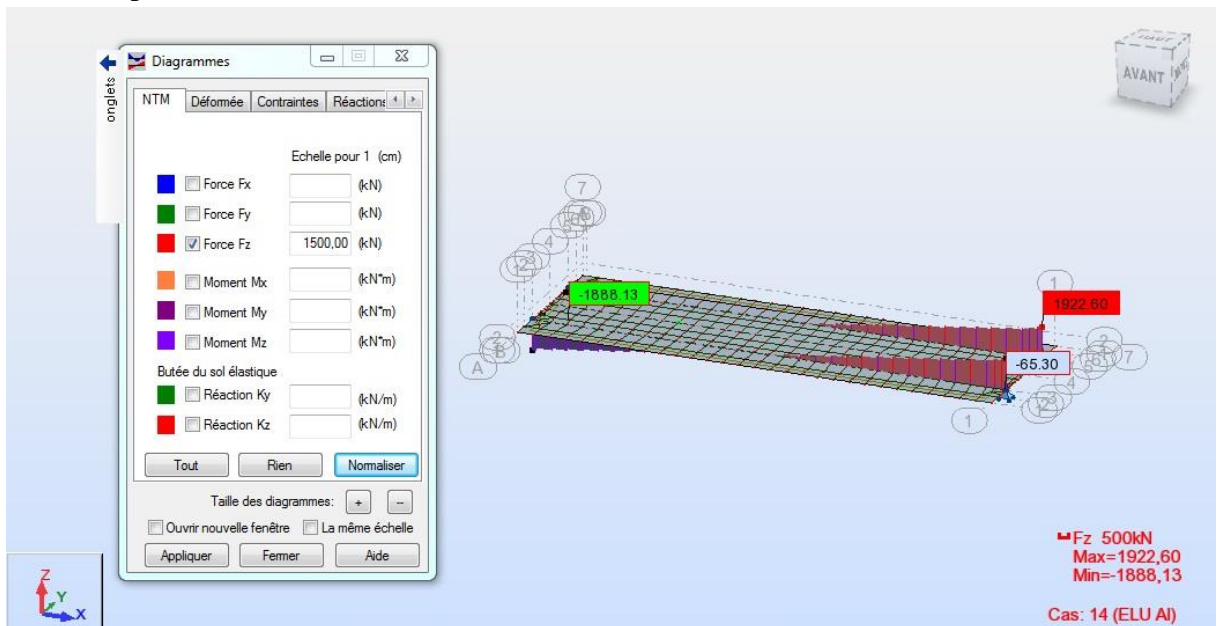 onglets
Diagrammes
NTM Déformée Contraintes Réactions
Echelle pour 1 (cm)
Force Fx (kN)
Force Fy (kN)
Force Fz 1500,00 (kN)
Moment Mx (kN*m)
Moment My (kN*m)
Moment Mz (kN*m)
Butée du sol élastique
Réaction Ky (kN/m)
Réaction Kz (kN/m)
Tout Rien Normaliser
Taille des diagrammes: + -
Ouvrir nouvelle fenêtre La même échelle
Appliquer Fermer Aide
Z
Y
X
HAUT
AVANT
7
4
A
B
2
-1888.13
1
1922.60
-65.30
7
4
1
Fz 500kN
Max=1922,60
Min=-1888,13
Cas: 14 (ELU Al)